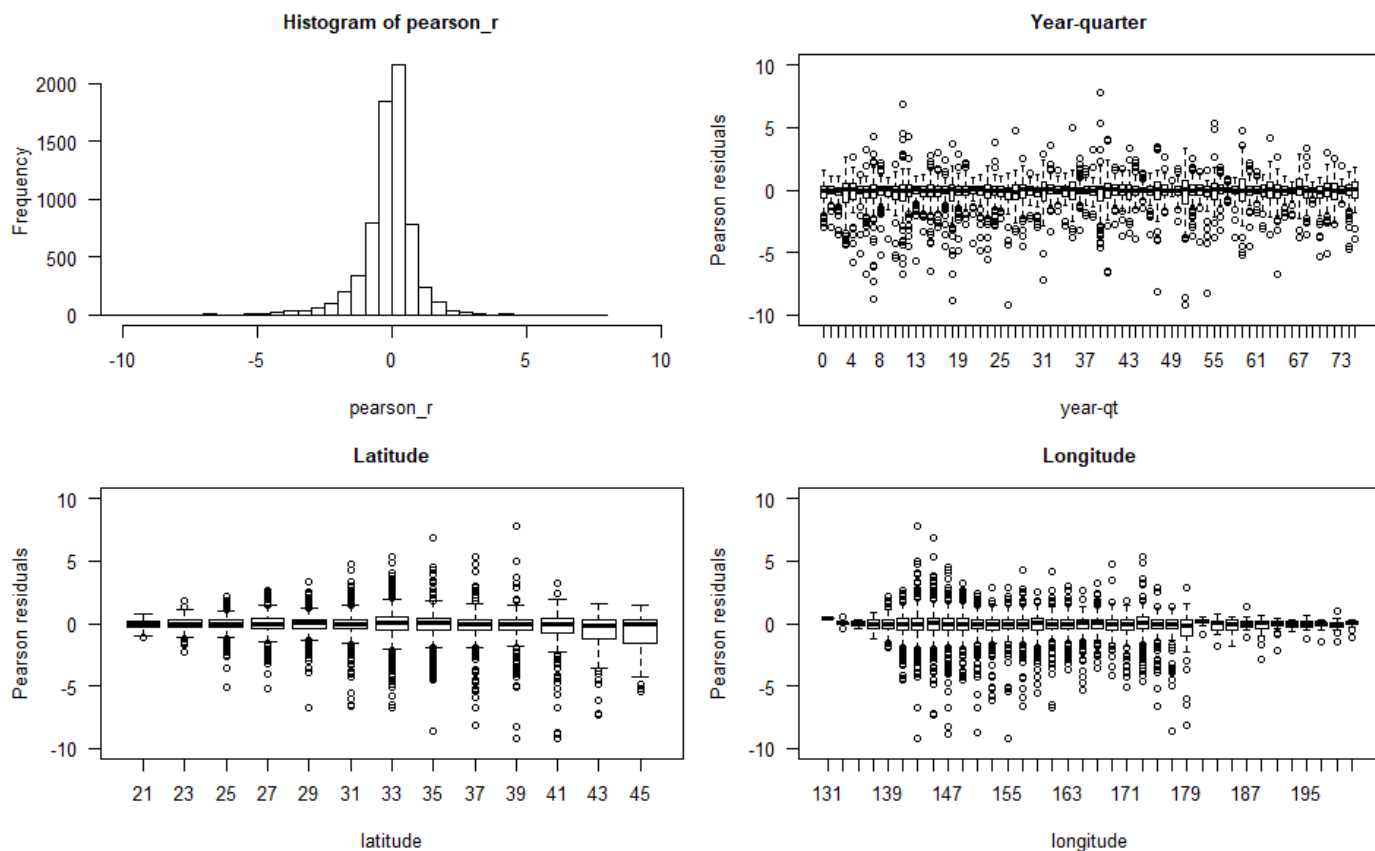 Histogram of pearson_r
Frequency
2000
1500
1000
500
0
-10 -5 0 5 10
pearson_r
Year-quarter
Pearson residuals
10
5
0
-5
-10
0 4 8 13 19 25 31 37 43 49 55 61 67 73
year-qt
Latitude
Pearson residuals
10
5
0
-5
-10
21 23 25 27 29 31 33 35 37 39 41 43 45
latitude
Longitude
Pearson residuals
10
5
0
-5
-10
131 139 147 155 163 171 179 187 195
longitude